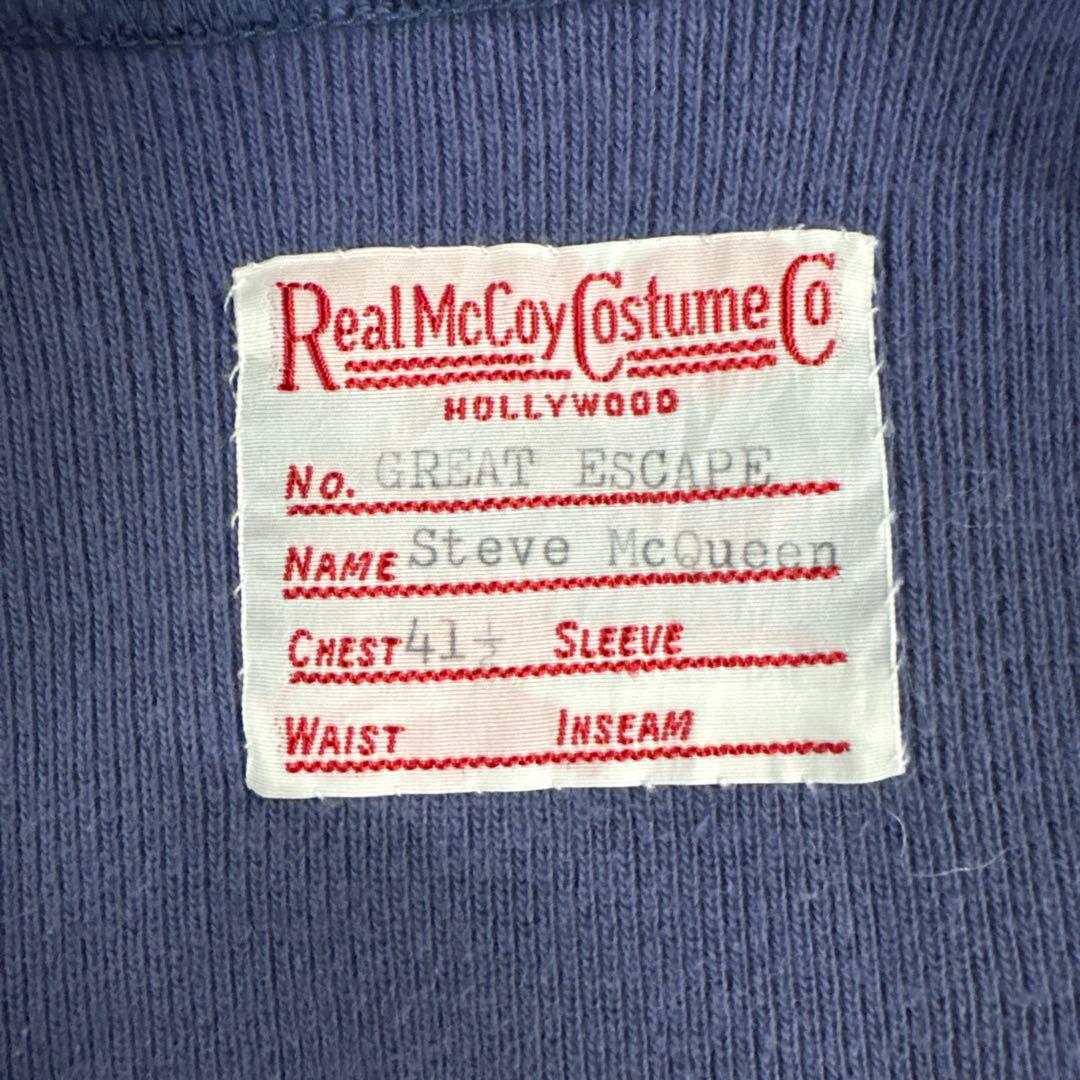 Real McCoy Costume Co
HOLLYWOOD
No. GREAT ESCAPE
NAME Steve McQueen
CHEST 41½ SLEEVE
WAIST INSEAM